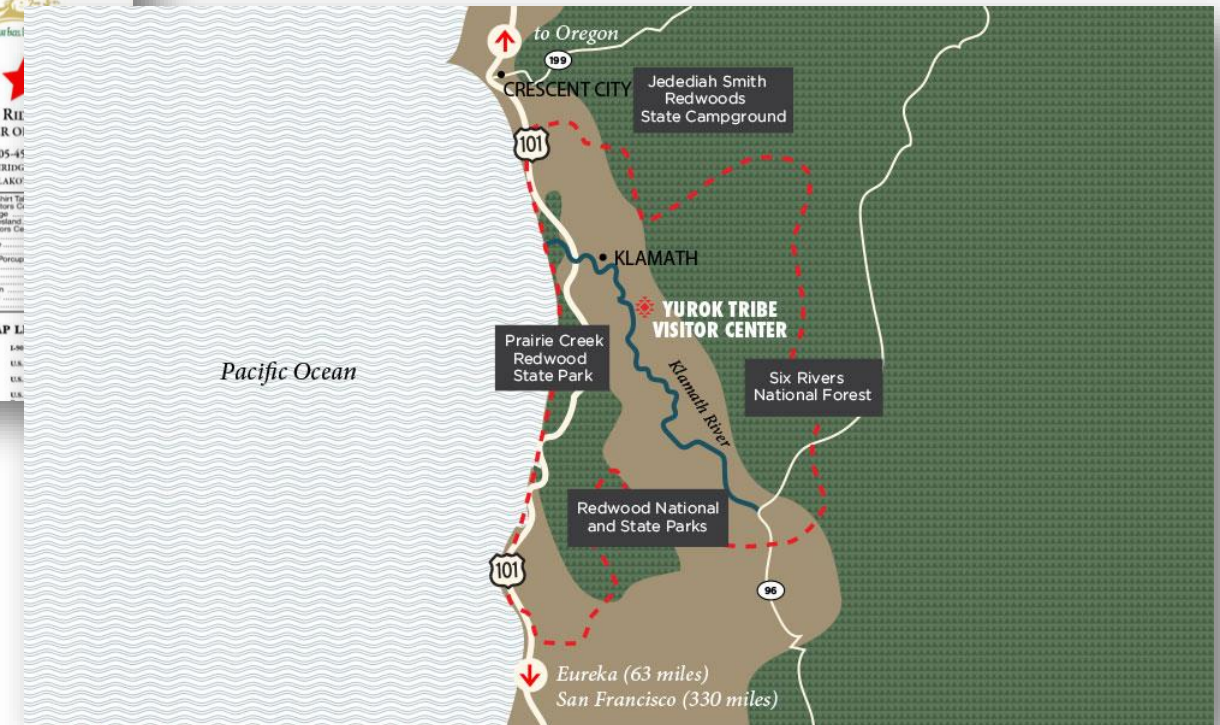 to Oregon
199
CRESCENT CITY
Jedediah Smith
Redwoods
State Campground
101
KLAMATH
YUROK TRIBE
VISITOR CENTER
Prairie Creek
Redwood
State Park
Pacific Ocean
Klamath River
Six Rivers
National Forest
Redwood National
and State Parks
101
96
Eureka (63 miles)
San Francisco (330 miles)